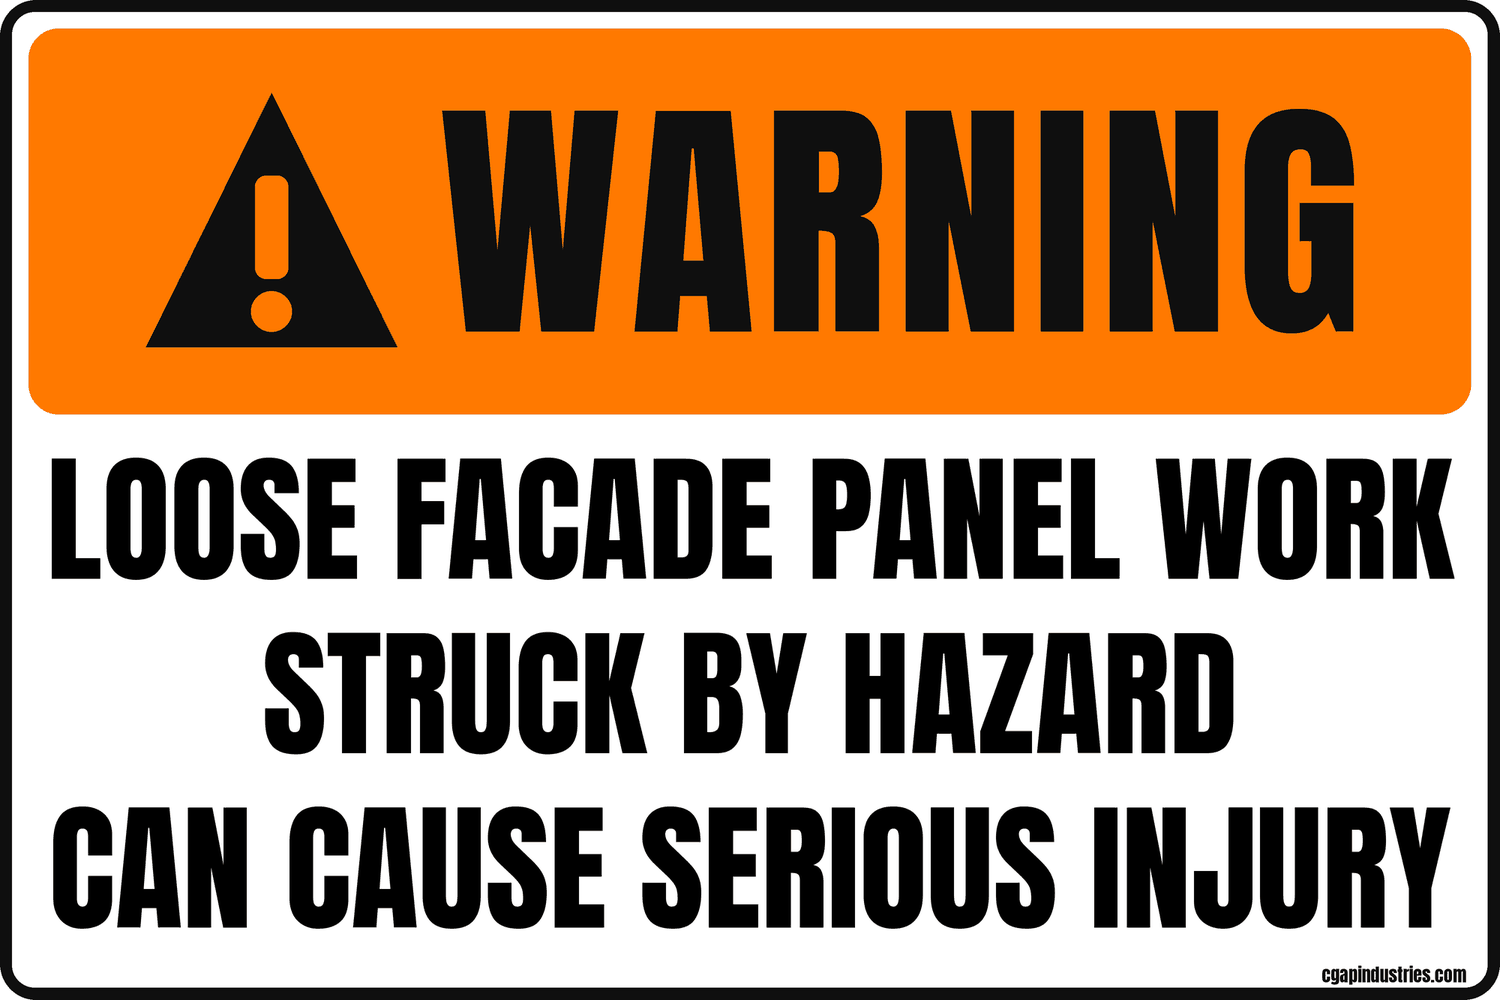 WARNING
LOOSE FACADE PANEL WORK
STRUCK BY HAZARD
CAN CAUSE SERIOUS INJURY
cgapindustries.com